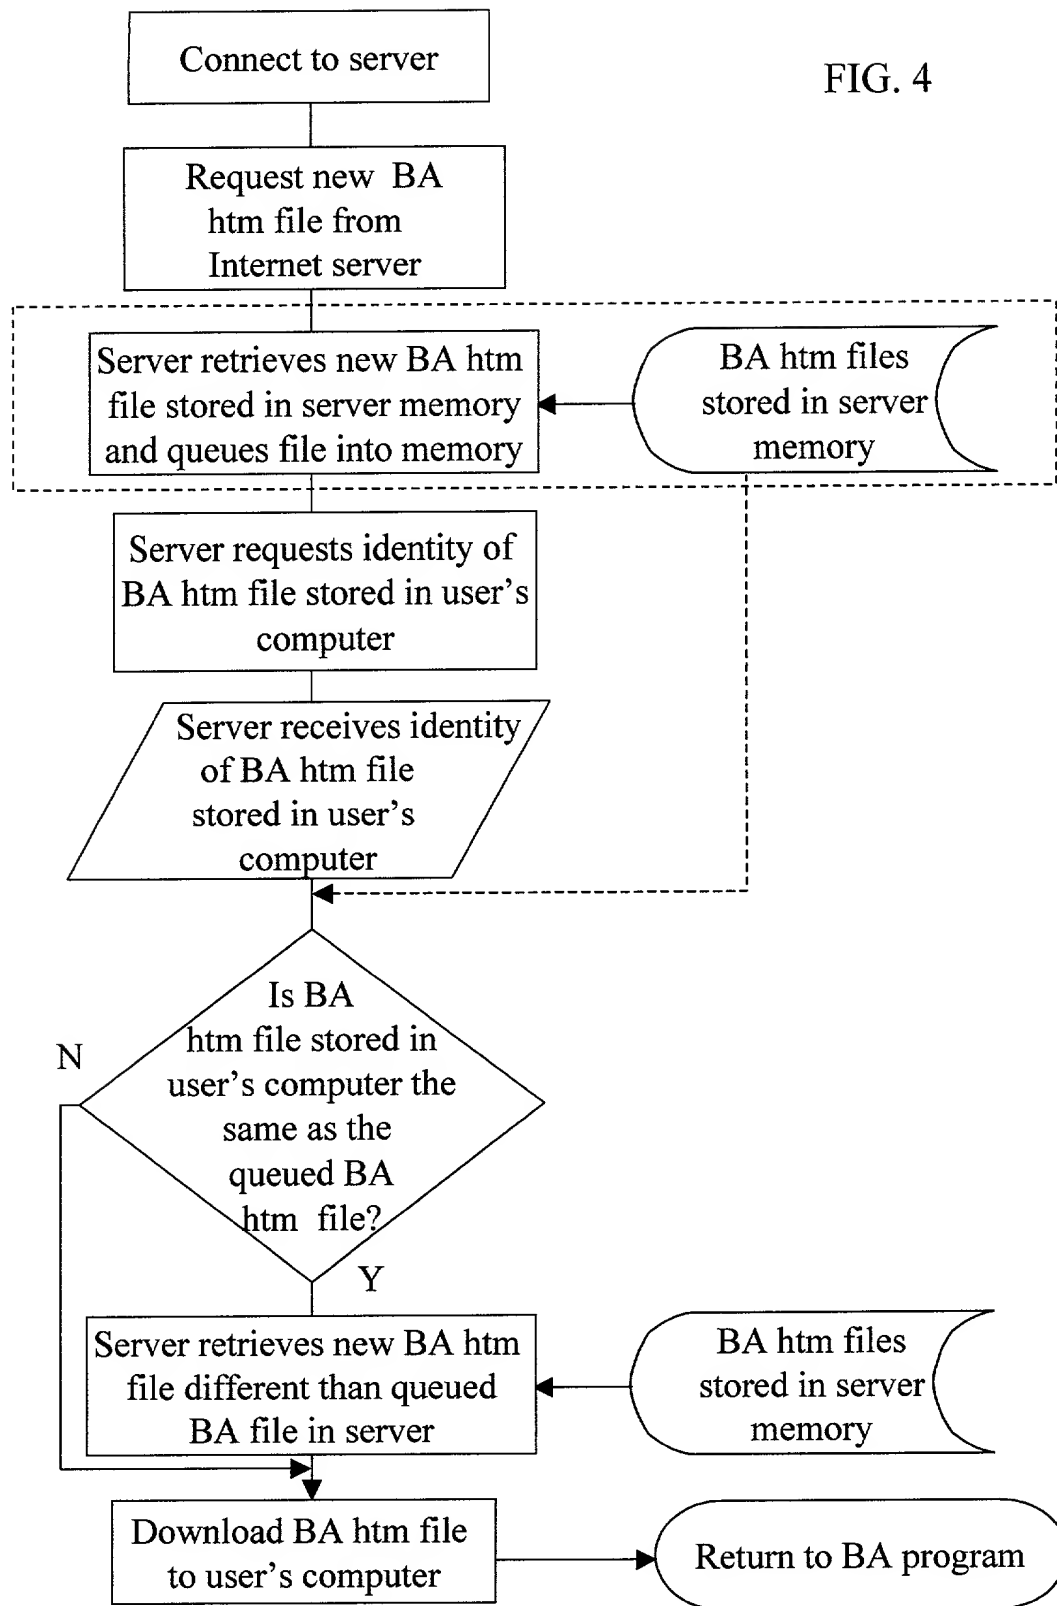 Connect to server
FIG. 4
Request new BA
htm file from
Internet server
Server retrieves new BA htm
file stored in server memory
and queues file into memory
BA htm files
stored in server
memory
Server requests identity of
BA htm file stored in user's
computer
Server receives identity
of BA htm file
stored in user's
computer
Is BA
htm file stored in
user's computer the
same as the
queued BA
htm file?
N
Y
Server retrieves new BA htm
file different than queued
BA file in server
BA htm files
stored in server
memory
Download BA htm file
to user's computer
Return to BA program